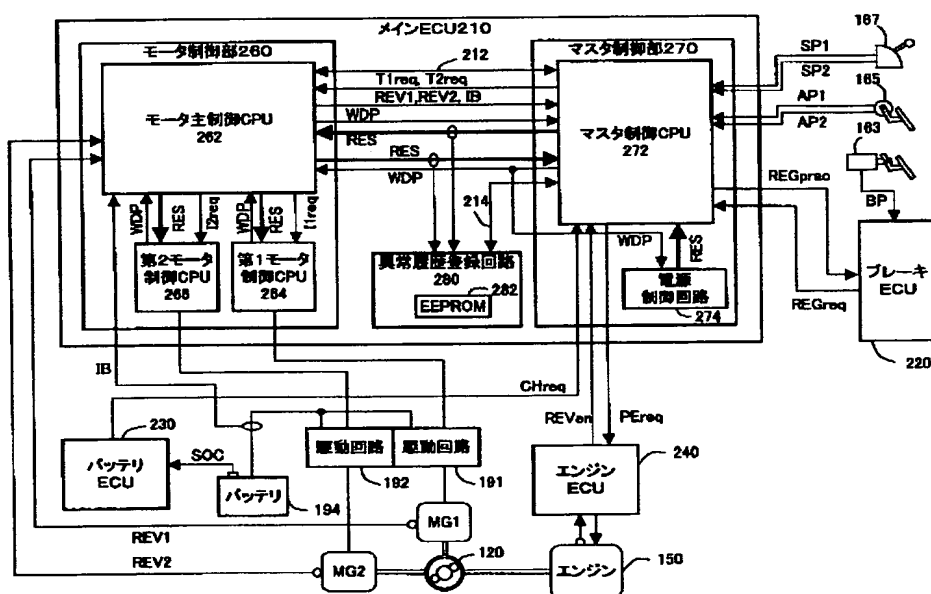 メインECU210
モータ制御部260
マスタ制御部270
212
T1req, T2req
REV1,REV2, IB
WDP
RES
RES
WDP
モータ主制御CPU
262
マスタ制御CPU
272
SP1
SP2
167
AP1
AP2
165
163
BP
REGprao
REGreq
ブレーキ
ECU
220
WDP
RES
I2req
WDP
RES
I1req
第2モータ
制御CPU
268
第1モータ
制御CPU
264
214
異常履歴登録回路
280
282
EEPROM
WDP
RES
電源
制御回路
274
IB
CHreq
REVen
PEreq
230
バッテリ
ECU
SOC
バッテリ
194
駆動回路
192
駆動回路
191
240
エンジン
ECU
REV1
REV2
MG1
MG2
120
エンジン
150